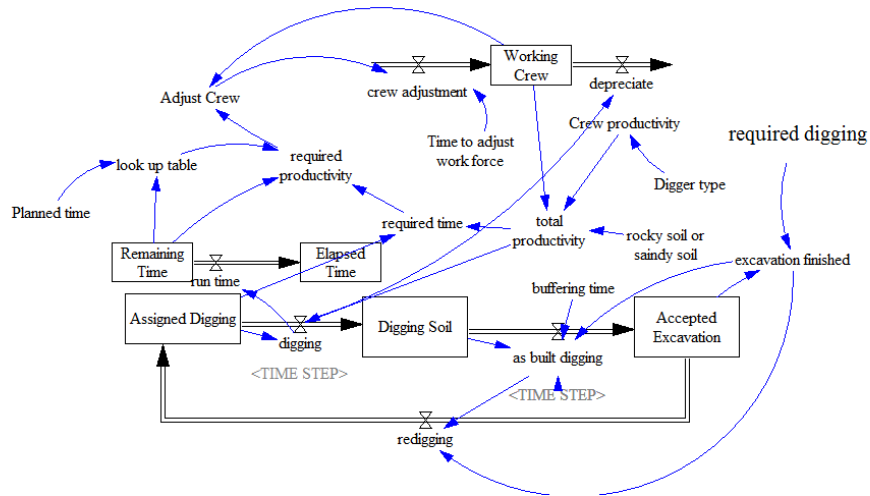 Working
Crew
crew adjustment
depreciate
Adjust Crew
Crew productivity
required digging
Time to adjust
work force
look up table
required
productivity
Digger type
Planned time
required time
total
productivity
rocky soil or
saindy soil
Remaining
Time
Elapsed
Time
excavation finished
run time
buffering time
Assigned Digging
Digging Soil
Accepted
Excavation
digging
as built digging
<TIME STEP>
<TIME STEP>
redigging